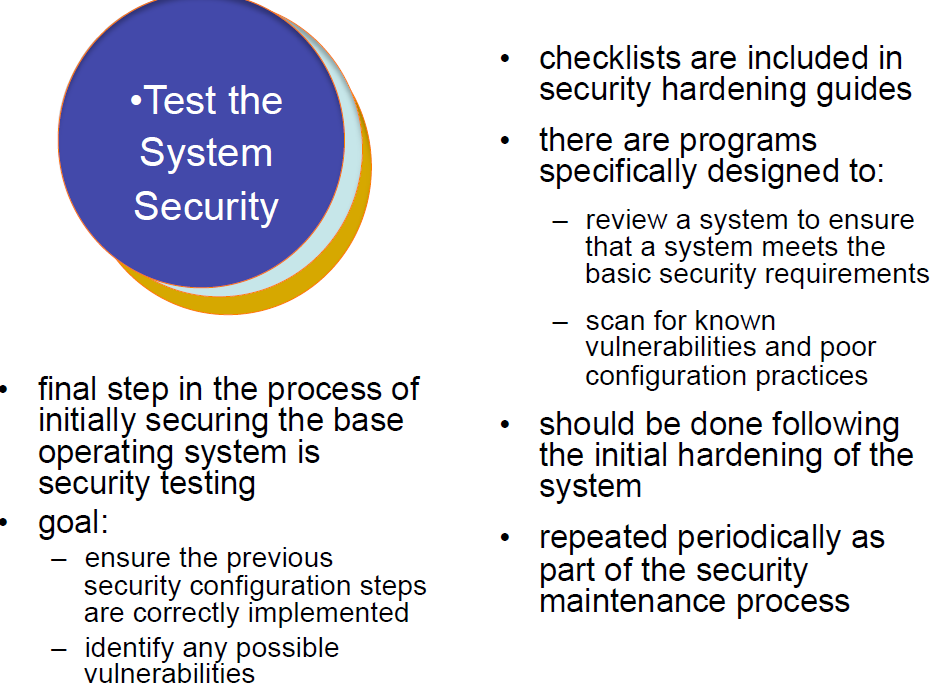 •Test the
System
Security
• final step in the process of
initially securing the base
operating system is
security testing
• goal:
– ensure the previous
security configuration steps
are correctly implemented
– identify any possible
vulnerabilities
• checklists are included in
security hardening guides
• there are programs
specifically designed to:
– review a system to ensure
that a system meets the
basic security requirements
– scan for known
vulnerabilities and poor
configuration practices
• should be done following
the initial hardening of the
system
• repeated periodically as
part of the security
maintenance process